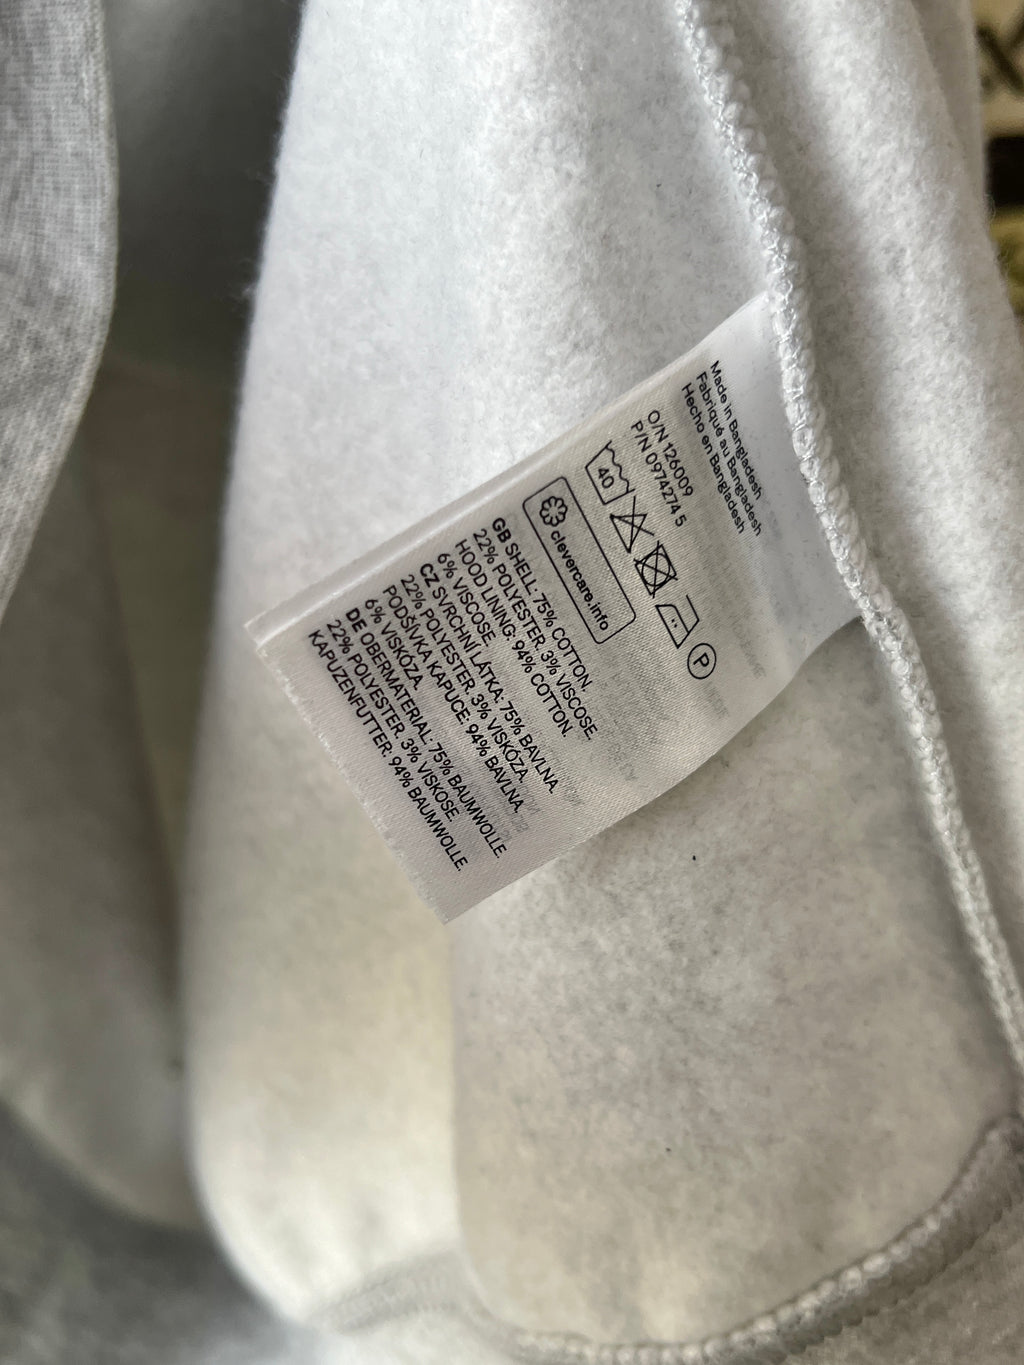 Made in Bangladesh
Fabriqué au Bangladesh
Hecho en Bangladesh
O/N 126009
P/N 0974274 5
40
P
clevercare.info
GB SHELL: 75% COTTON.
22% POLYESTER. 3% VISCOSE.
HOOD LINING: 94% COTTON.
6% VISCOSE.
CZ SVRCHNÍ LÁTKA: 75% BAVLNA.
22% POLYESTER. 3% VISKÓZA.
PODŠÍVKA KAPUCE: 94% BAVLNA.
6% VISKÓZA.
DE OBERMATERIAL: 75% BAUMWOLLE.
22% POLYESTER. 3% VISKOSE.
KAPUZENFUTTER: 94% BAUMWOLLE.